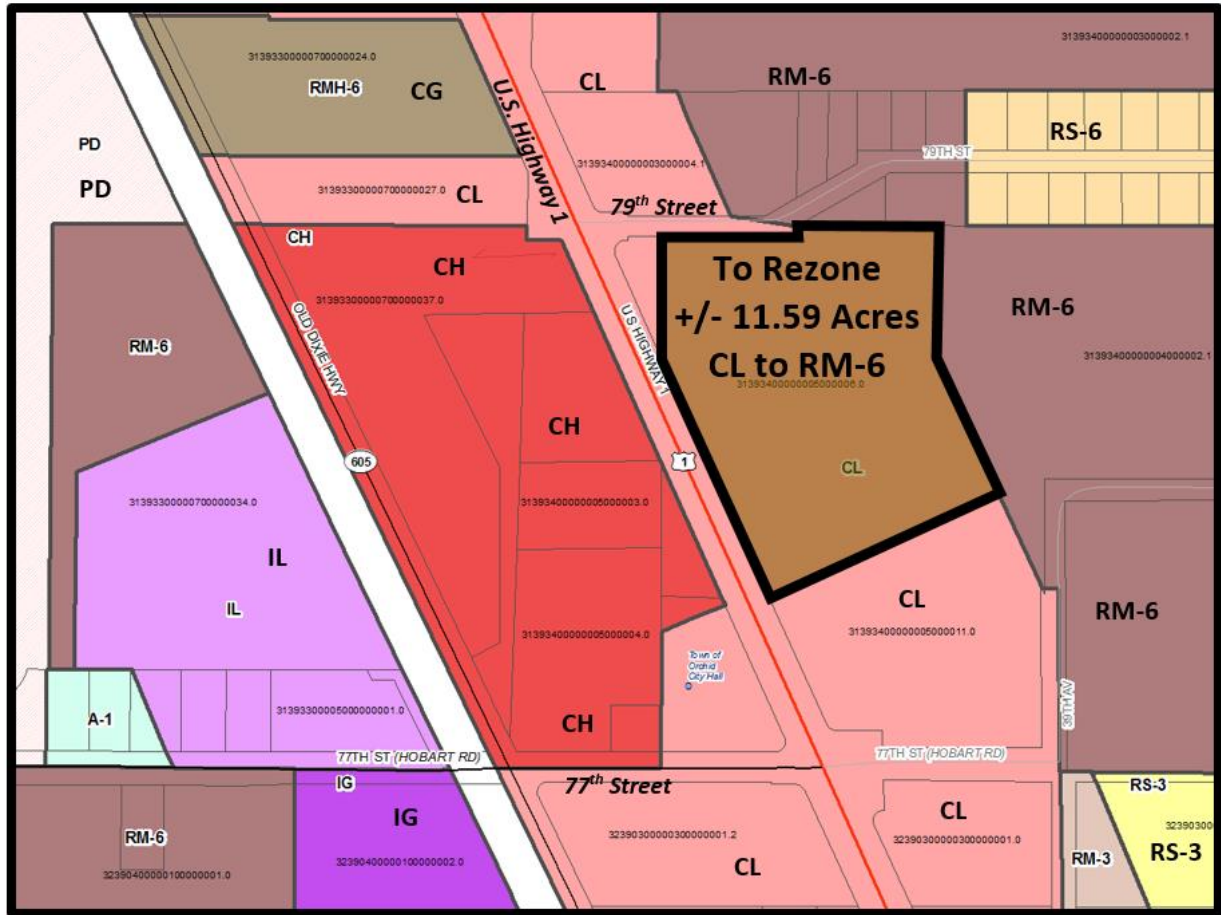 31393400000003000002.1
31393300000700000024.0
RMH-6
CG
CL
RM-6
U.S. Highway 1
RS-6
PD
79TH ST
PD
31393400000003000004.1
31393300000700000027.0
CL
79th Street
CH
CH
To Rezone
+/- 11.59 Acres
CL to RM-6
31393400000005000006.0
CL
31393300000700000037.0
RM-6
31393400000004000002.1
OLD DIXIE HWY
U S HIGHWAY 1
RM-6
CH
605
1
31393300000700000034.0
31393400000005000003.0
IL
IL
CL
RM-6
31393400000005000004.0
31393400000005000011.0
Town of
Orchid
City Hall
A-1
31393300005000000001.0
CH
39TH AV
77TH ST (HOBART RD)
77TH ST (HOBART RD)
IG
77th Street
RS-3
IG
CL
RM-6
32390300000300000001.2
32390300000300000001.0
RM-3
RS-3
32390400000100000001.0
32390400000100000002.0
CL